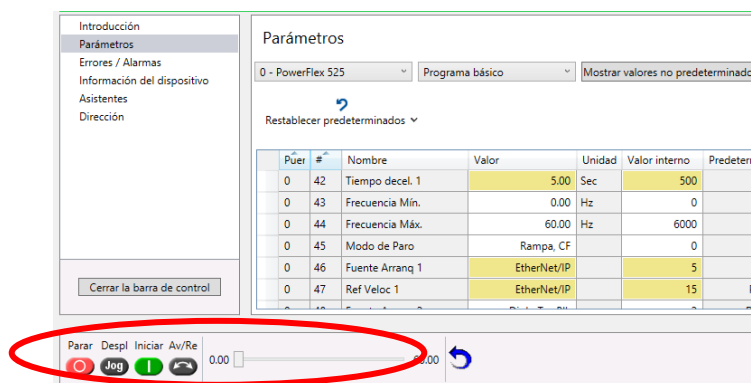 Introducción
Parámetros
Errores / Alarmas
Información del dispositivo
Asistentes
Dirección
Cerrar la barra de control
Parámetros
0 - PowerFlex 525 Programa básico Mostrar valores no predeterminado
Restablecer predeterminados
Puer # Nombre Valor Unidad Valor interno Predeterm
0 42 Tiempo decel. 1 5.00 Sec 500
0 43 Frecuencia Mín. 0.00 Hz 0
0 44 Frecuencia Máx. 60.00 Hz 6000
0 45 Modo de Paro Rampa, CF 0
0 46 Fuente Arranq 1 EtherNet/IP 5
0 47 Ref Veloc 1 EtherNet/IP 15
Parar Despl Iniciar Av/Re
Jog
0.00 .00